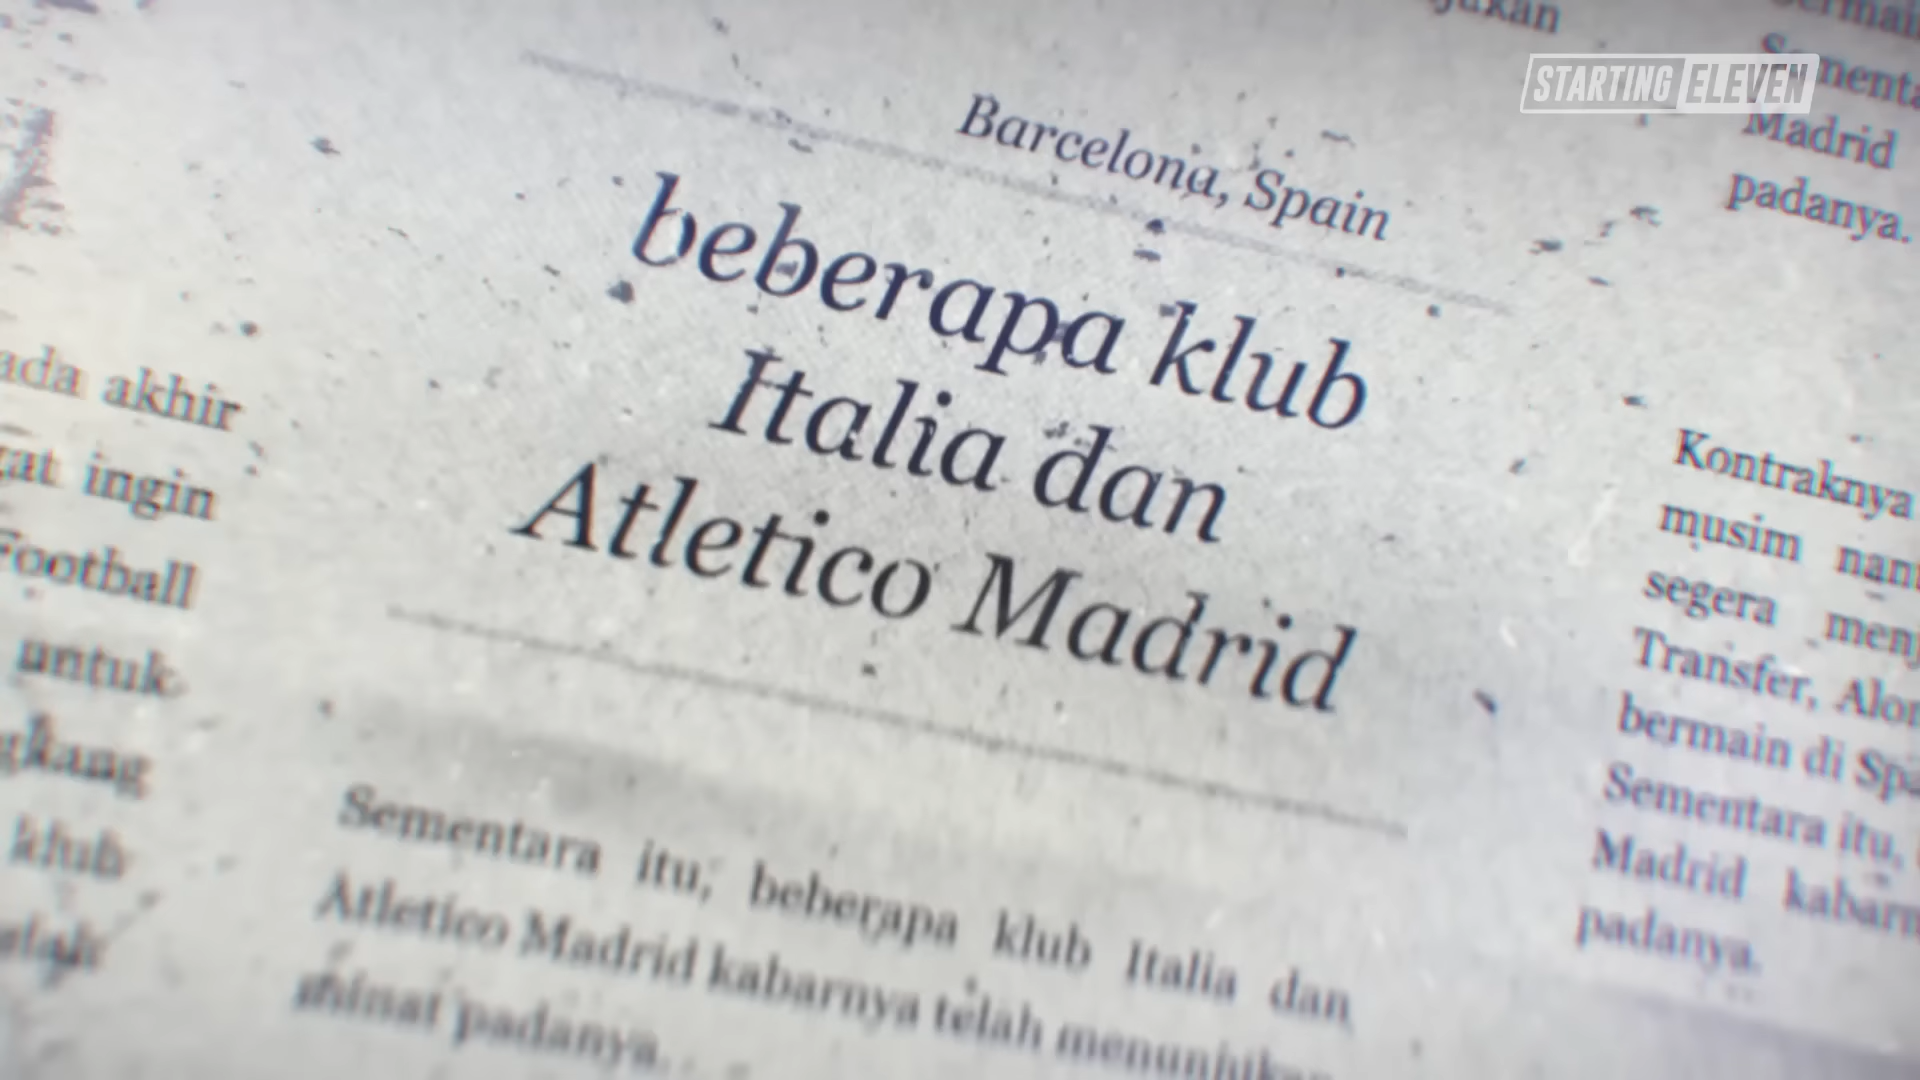 STARTING ELEVEN
Barcelona, Spain
beberapa klub
Italia dan
Atletico Madrid
Sementara itu, beberapa klub Italia dan
Atletico Madrid kabarnya telah menunjukan
minat padanya.
akhir
ingin
Football
untuk
klub
Madrid
padanya.
Kontraknya
musim
segera
Transfer,
bermain di
Sementara itu,
Madrid
padanya.